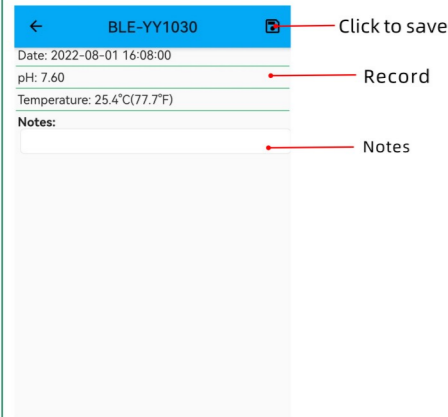 BLE-YY1030
Click to save
Date: 2022-08-01 16:08:00
pH: 7.60
Record
Temperature: 25.4°C(77.7°F)
Notes:
Notes